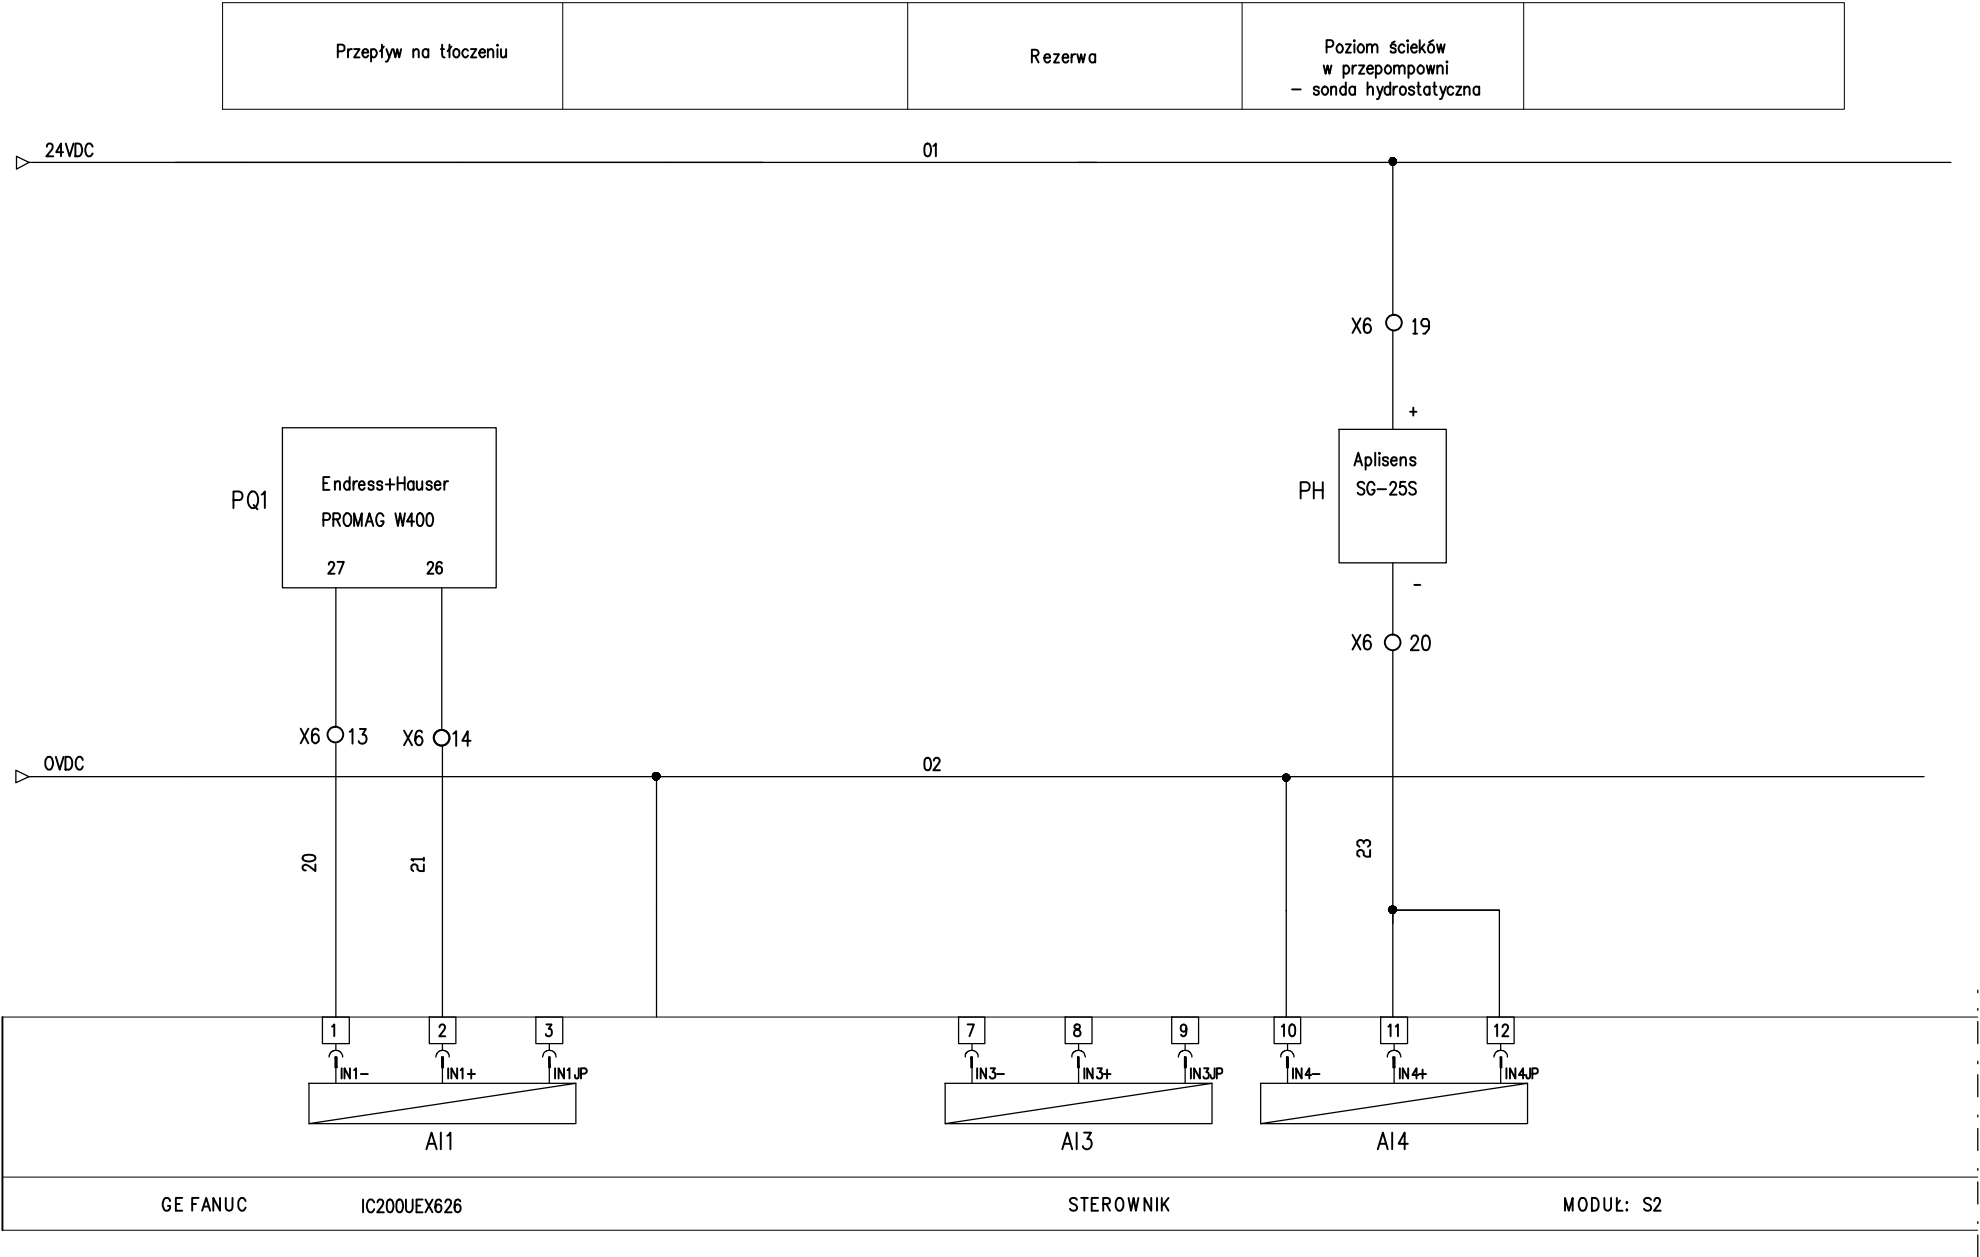 Przepływ na tłoczeniu
Rezerwa
Poziom ścieków
w przepompowni
– sonda hydrostatyczna
24VDC
01
X6 19
+
Endress+Hauser
PROMAG W400
27 26
PQ1
Aplisens
SG–25S
PH
–
X6 20
X6 13
X6 14
0VDC
02
20
21
23
1 2 3 7 8 9 10 11 12
IN1– IN1+ IN1JP IN3– IN3+ IN3JP IN4– IN4+ IN4JP
AI1 AI3 AI4
GE FANUC IC200UEX626 STEROWNIK MODUŁ: S2